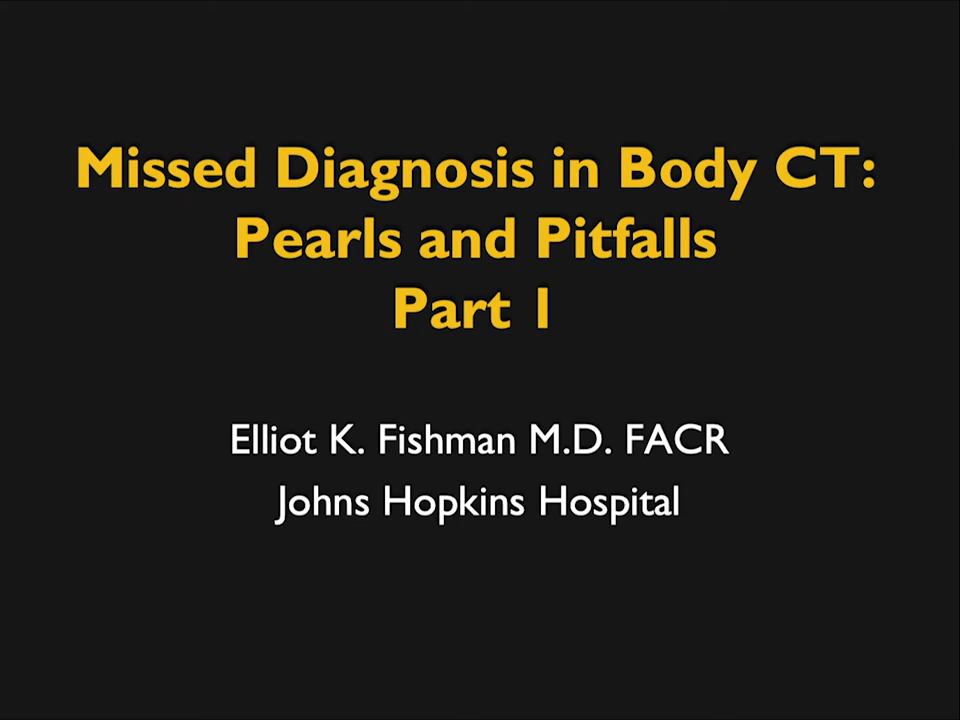 Missed Diagnosis in Body CT:
Pearls and Pitfalls
Part 1
Elliot K. Fishman M.D. FACR
Johns Hopkins Hospital